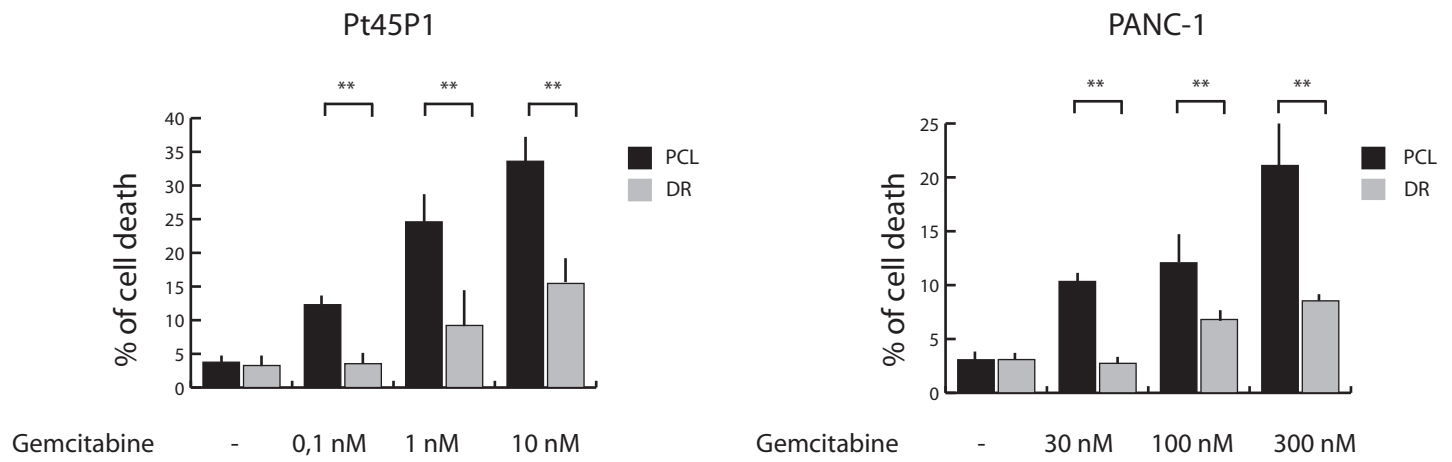 Pt45P1
** ** **
% of cell death
40
35
30
25
20
15
10
5
0
PCL
DR
Gemcitabine - 0,1 nM 1 nM 10 nM
PANC-1
** ** **
% of cell death
25
20
15
10
5
0
PCL
DR
Gemcitabine - 30 nM 100 nM 300 nM